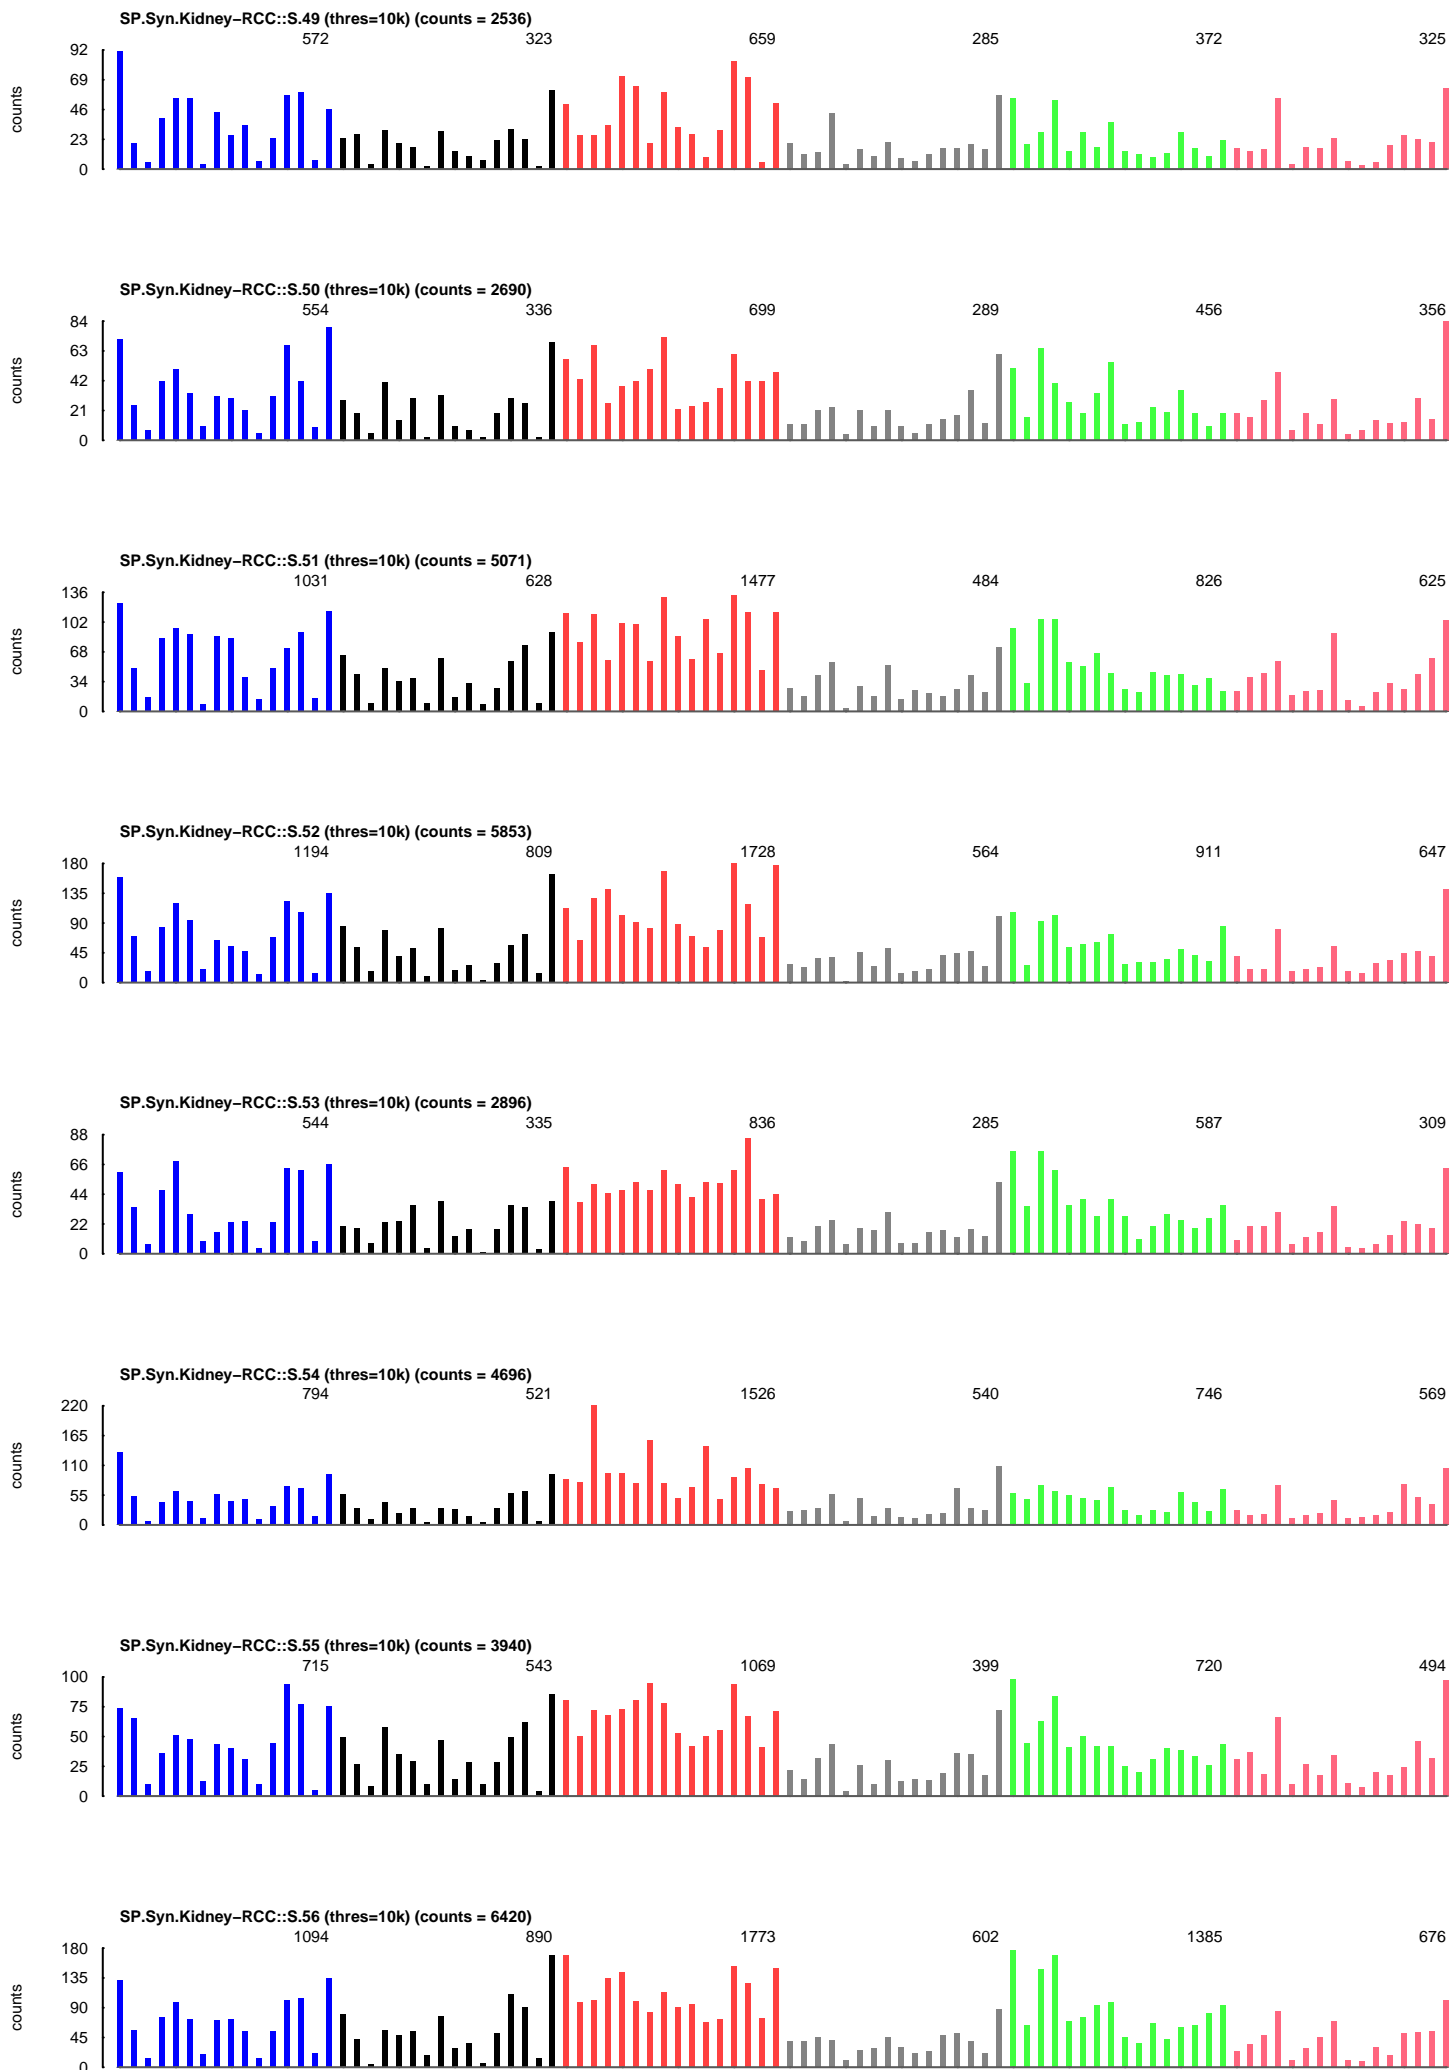 SP.Syn.Kidney−RCC::S.49 (thres=10k) (counts = 2536)
572 323 659 285 372 325
92
69
46
23
0
counts
SP.Syn.Kidney−RCC::S.50 (thres=10k) (counts = 2690)
554 336 699 289 456 356
84
63
42
21
0
counts
SP.Syn.Kidney−RCC::S.51 (thres=10k) (counts = 5071)
1031 628 1477 484 826 625
136
102
68
34
0
counts
SP.Syn.Kidney−RCC::S.52 (thres=10k) (counts = 5853)
1194 809 1728 564 911 647
180
135
90
45
0
counts
SP.Syn.Kidney−RCC::S.53 (thres=10k) (counts = 2896)
544 335 836 285 587 309
88
66
44
22
0
counts
SP.Syn.Kidney−RCC::S.54 (thres=10k) (counts = 4696)
794 521 1526 540 746 569
220
165
110
55
0
counts
SP.Syn.Kidney−RCC::S.55 (thres=10k) (counts = 3940)
715 543 1069 399 720 494
100
75
50
25
0
counts
SP.Syn.Kidney−RCC::S.56 (thres=10k) (counts = 6420)
1094 890 1773 602 1385 676
180
135
90
45
0
counts